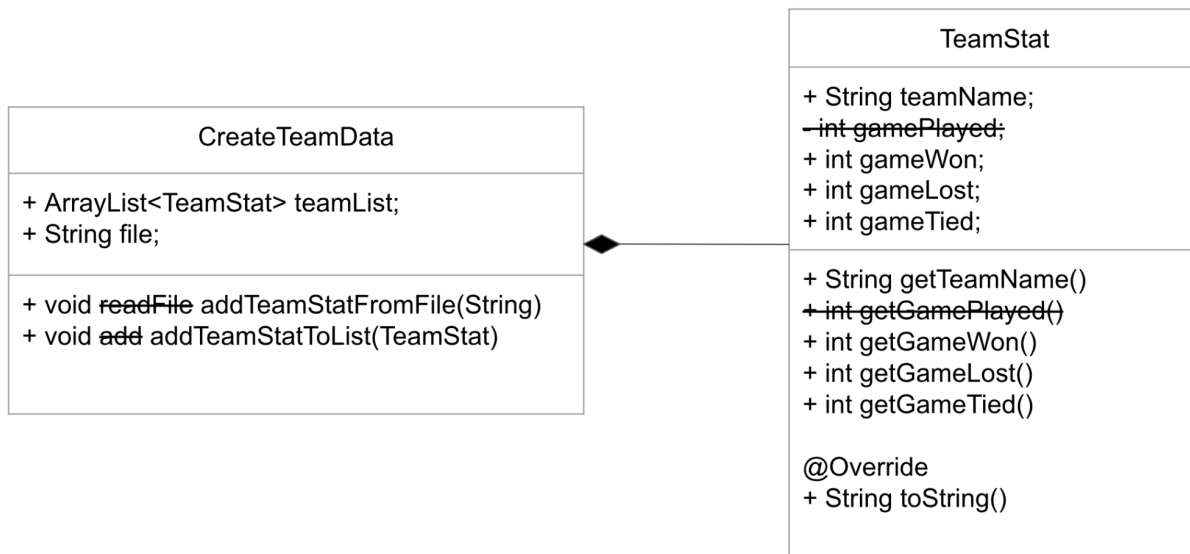 CreateTeamData
+ ArrayList<TeamStat> teamList;
+ String file;
+ void readFile addTeamStatFromFile(String)
+ void add addTeamStatToList(TeamStat)
TeamStat
+ String teamName;
- int gamePlayed;
+ int gameWon;
+ int gameLost;
+ int gameTied;
+ String getTeamName()
+ int getGamePlayed()
+ int getGameWon()
+ int getGameLost()
+ int getGameTied()
@Override
+ String toString()